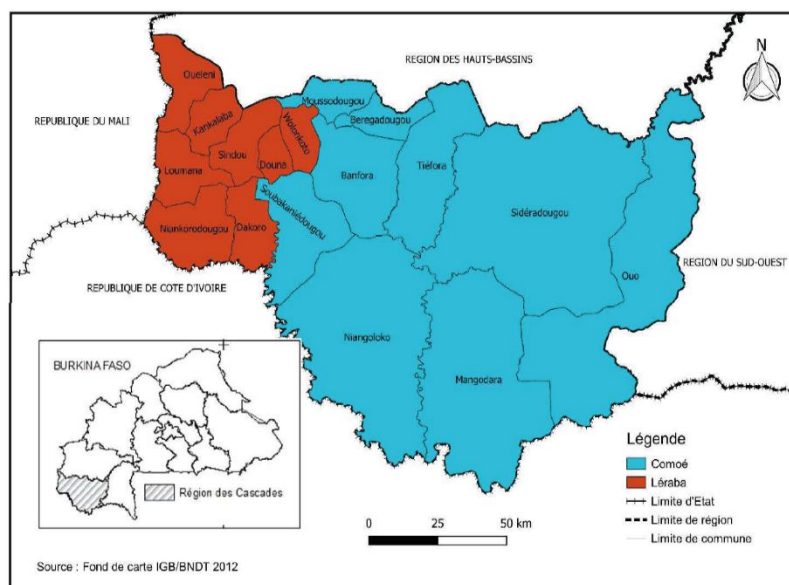 REGION DES HAUTS-BASSINS
N
Oueleni
Moussodougou
Kankalaba
Wolonkoto
Beregadougou
REPUBLIQUE DU MALI
Sindou
Douna
Loumana
Banfora
Tiéfora
Soubakaniédougou
Sidéradougou
Niankorodougou
Dakoro
REGION DU SUD-OUEST
Ouo
REPUBLIQUE DE COTE D'IVOIRE
Niangoloko
Mangodara
BURKINA FASO
Région des Cascades
Légende
Comoé
Léraba
Limite d'Etat
Limite de région
Limite de commune
0 25 50 km
Source : Fond de carte IGB/BNDT 2012